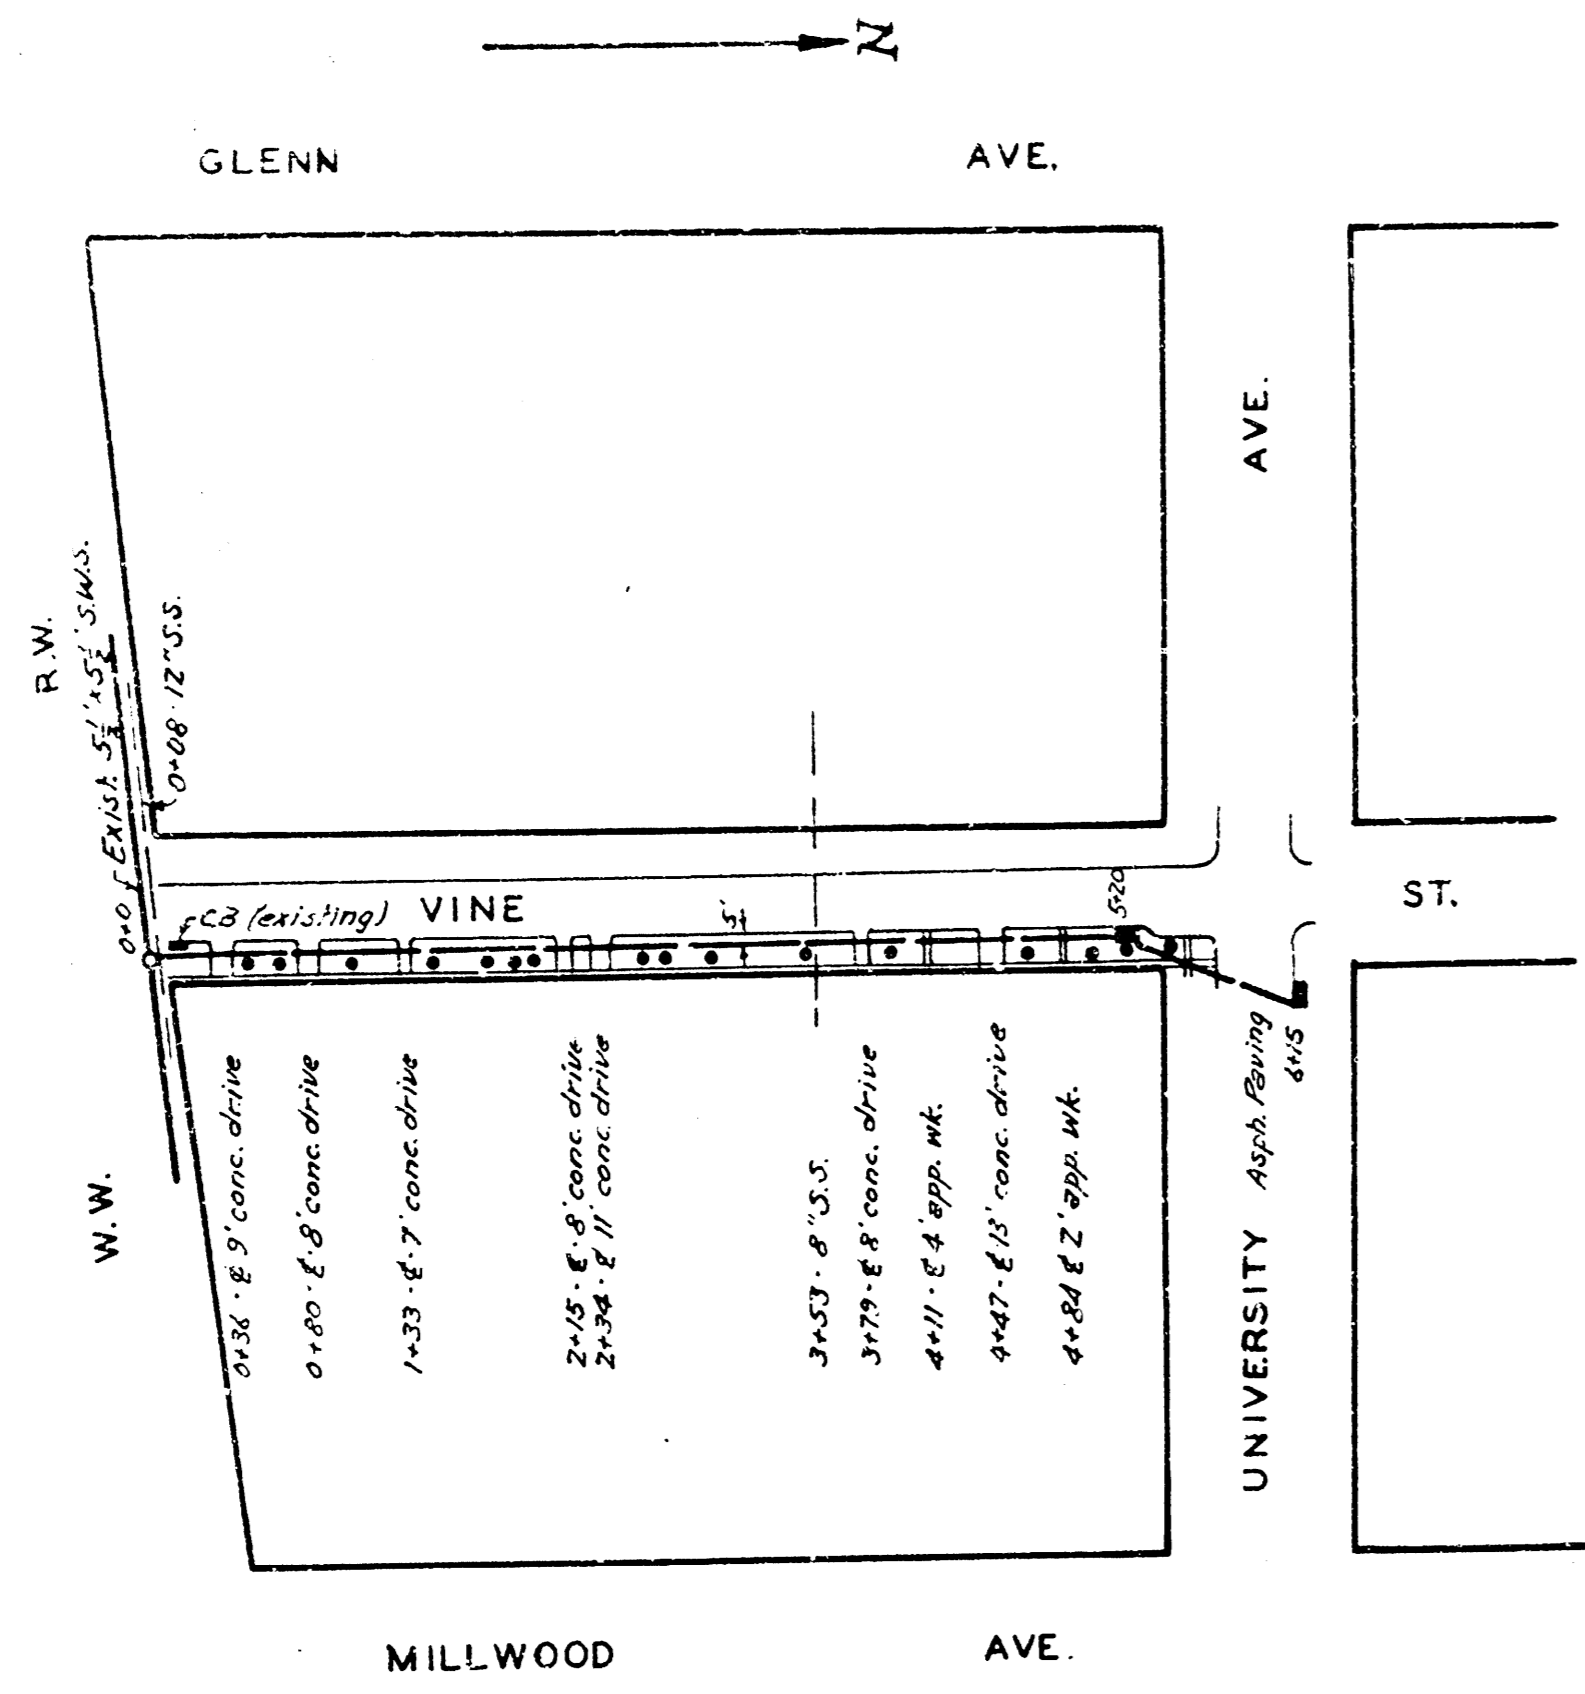 N
GLENN AVE.
AVE.
R.W.
Exist. 5½'x5½' S.W.S.
0+0
0+08·12"S.S.
CB (existing)
VINE ST.
5'
5+20
6+15
Asph. Paving
W.W.
0+36·℄ 9' conc. drive
0+80·℄·8' conc. drive
1+33·℄·7' conc. drive
2+15·℄·8' conc. drive
2+34·℄ 11' conc. drive
3+53·8"S.S.
3+79·℄ 8' conc. drive
4+11·℄ 4' app. wk.
4+47·℄ 13' conc. drive
4+84 ℄ 2' app. wk.
UNIVERSITY
MILLWOOD AVE.